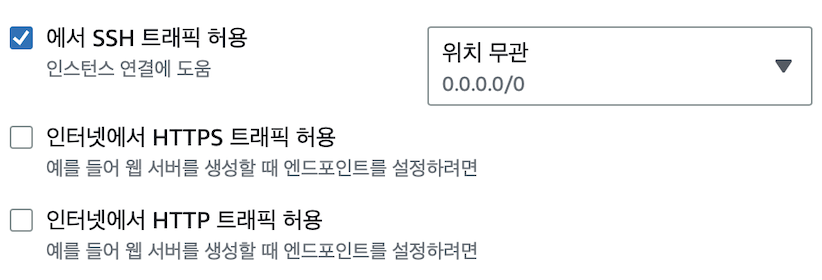 에서 SSH 트래픽 허용
인스턴스 연결에 도움
위치 무관
0.0.0.0/0
인터넷에서 HTTPS 트래픽 허용
예를 들어 웹 서버를 생성할 때 엔드포인트를 설정하려면
인터넷에서 HTTP 트래픽 허용
예를 들어 웹 서버를 생성할 때 엔드포인트를 설정하려면